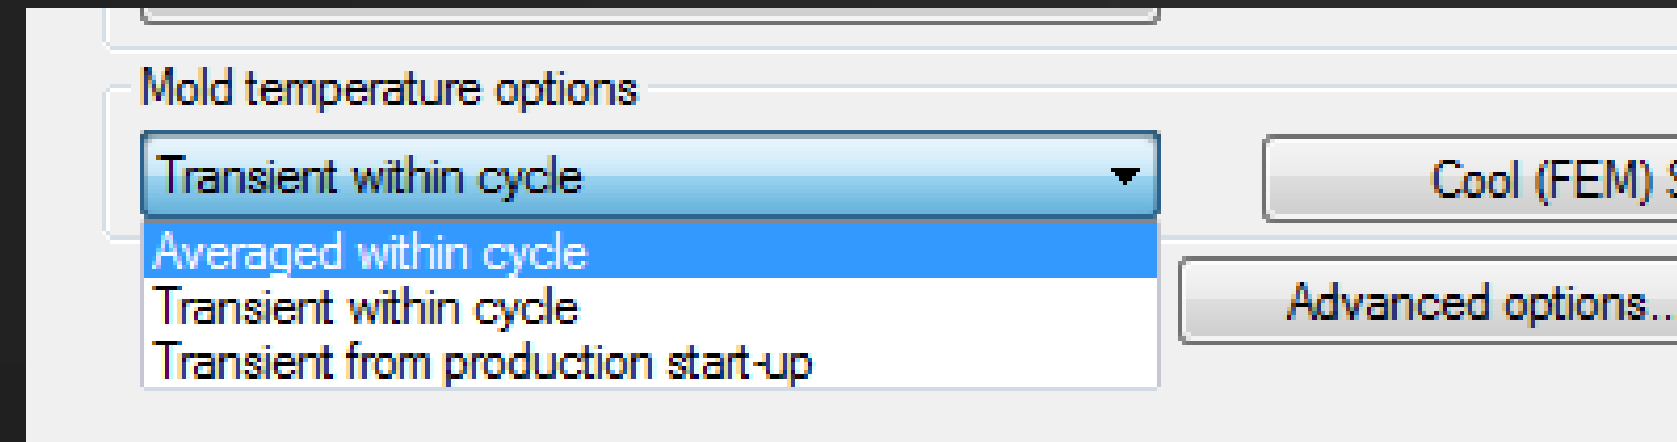 Mold temperature options
Transient within cycle
Cool (FEM)
Averaged within cycle
Transient within cycle
Advanced options...
Transient from production start-up